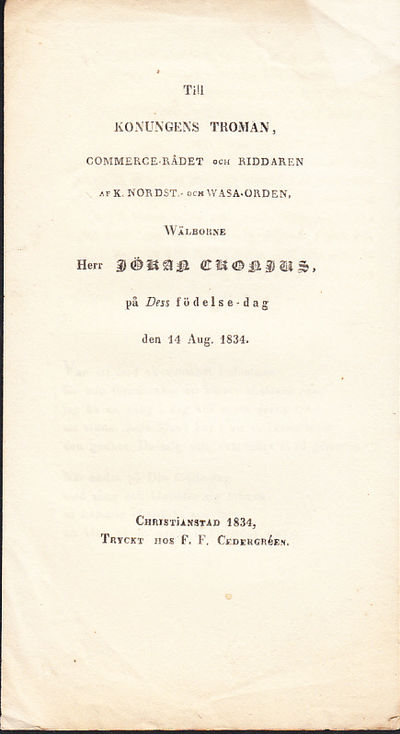 Till
KONUNGENS TROMAN,
COMMERCE-RÅDET OCH RIDDAREN
AF K. NORDST.- OCH WASA-ORDEN,
WÄLBORNE
Herr JÖRAN CRONIUS,
på Dess födelse-dag
den 14 Aug. 1834.
CHRISTIANSTAD 1834,
TRYCKT HOS F. F. CEDERGRéEN.